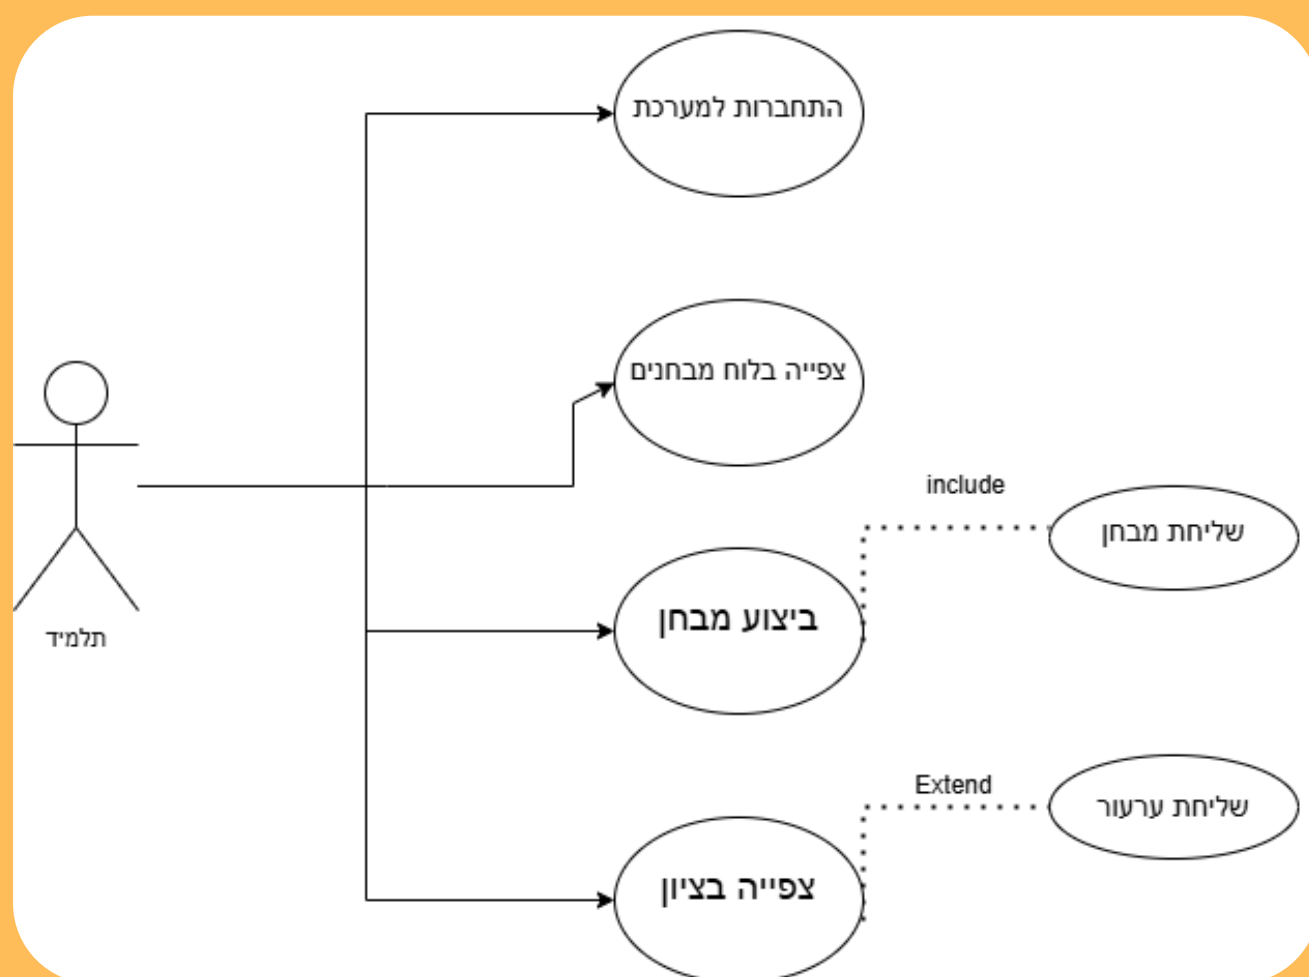 התחברות למערכת
צפייה בלוח מבחנים
include
שליחת מבחן
ביצוע מבחן
תלמיד
Extend
שליחת ערעור
צפייה בציון